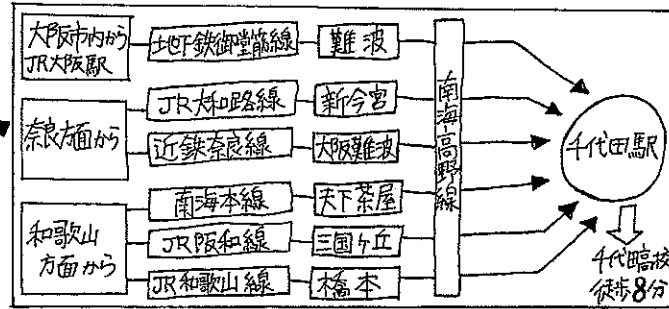 大阪市内から
JR大阪駅
地下鉄御堂筋線
難波
奈良方面から
JR大和路線
新今宮
近鉄奈良線
大阪難波
和歌山
方面から
南海本線
天下茶屋
JR阪和線
三国ヶ丘
JR和歌山線
橋本
南海高野線
千代田駅
千代田高校
徒歩8分